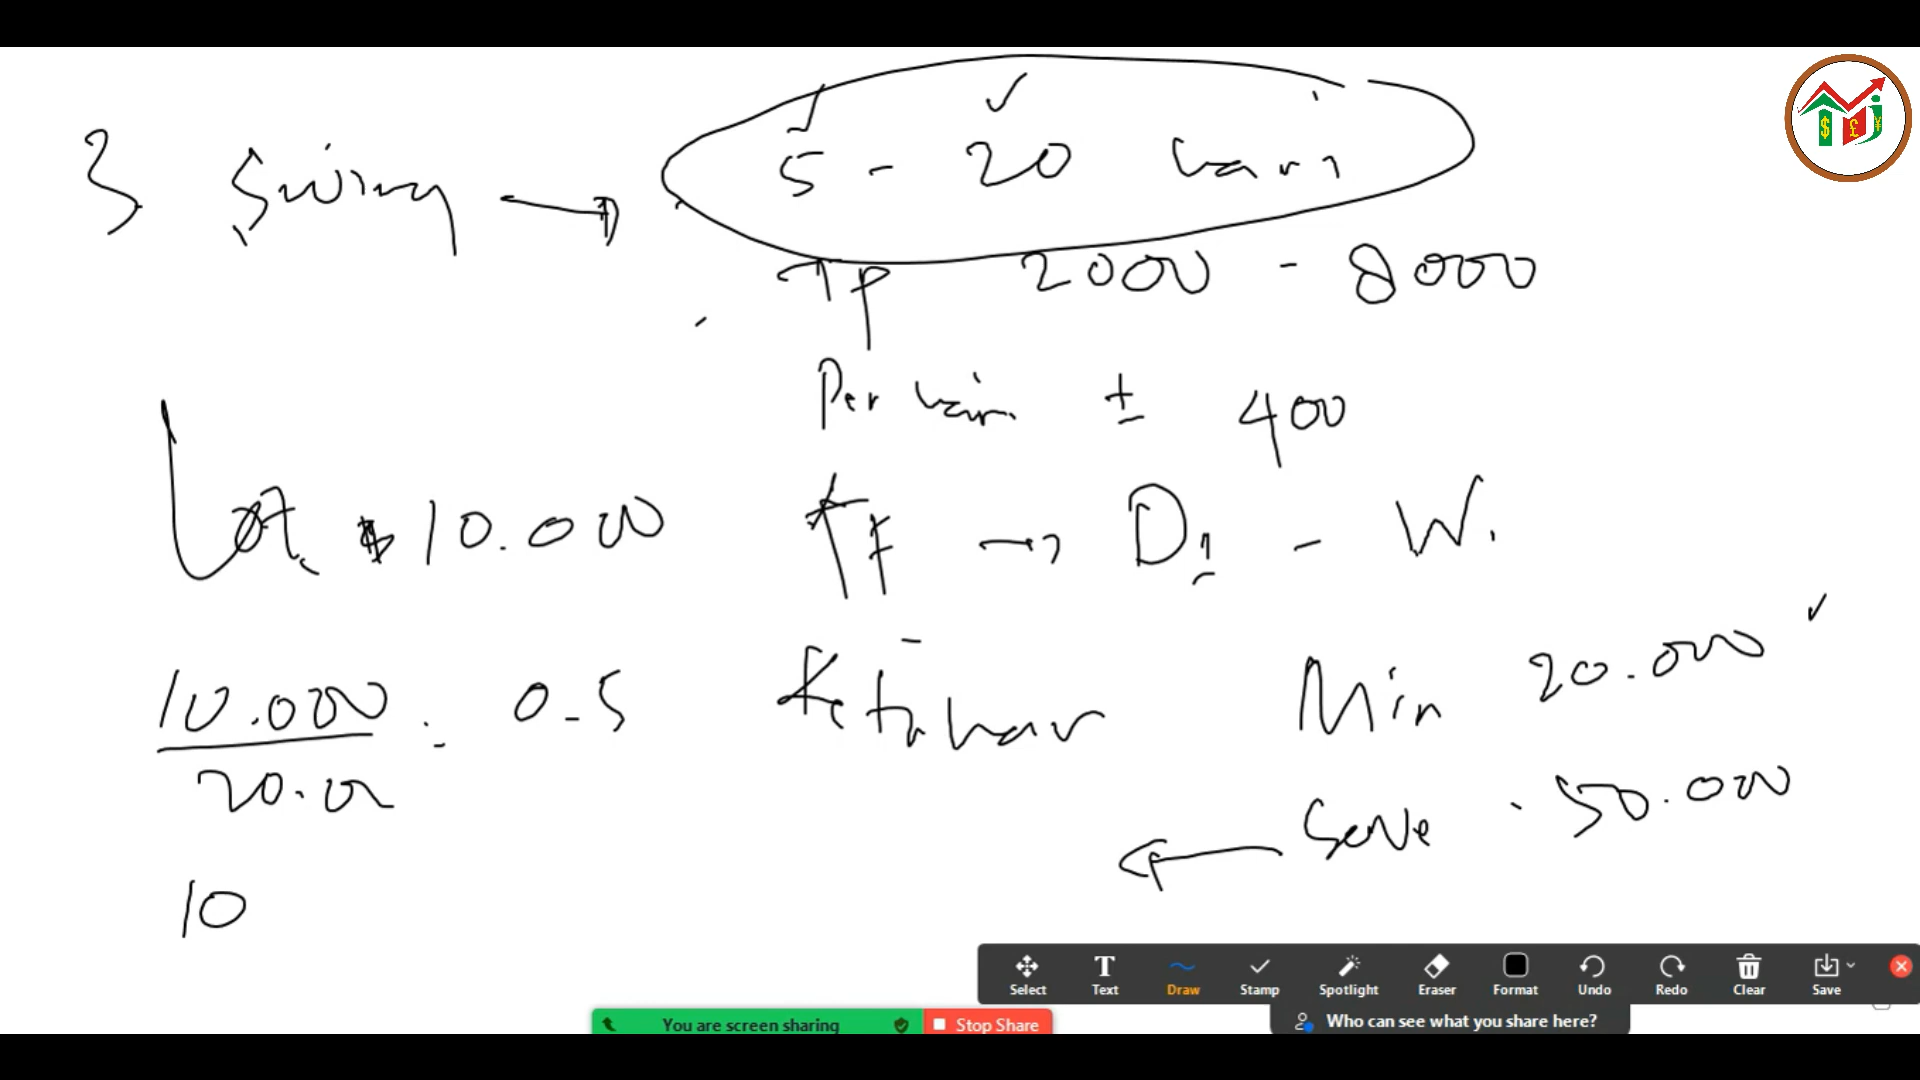 3 Swing → 5 - 20 hari
TP 2000 - 8000
Per hari ± 400
Lot $ 10.000 TF → D1 - W.
10.000 = 0.5 Ketahanan Min 20.000
20.000
Save 50.000
10
Select Text Draw Stamp Spotlight Eraser Format Undo Redo Clear Save
You are screen sharing Stop Share Who can see what you share here?